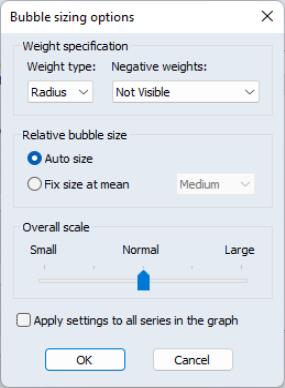 Bubble sizing options
Weight specification
Weight type: Negative weights:
Radius Not Visible
Relative bubble size
Auto size
Fix size at mean Medium
Overall scale
Small Normal Large
Apply settings to all series in the graph
OK Cancel